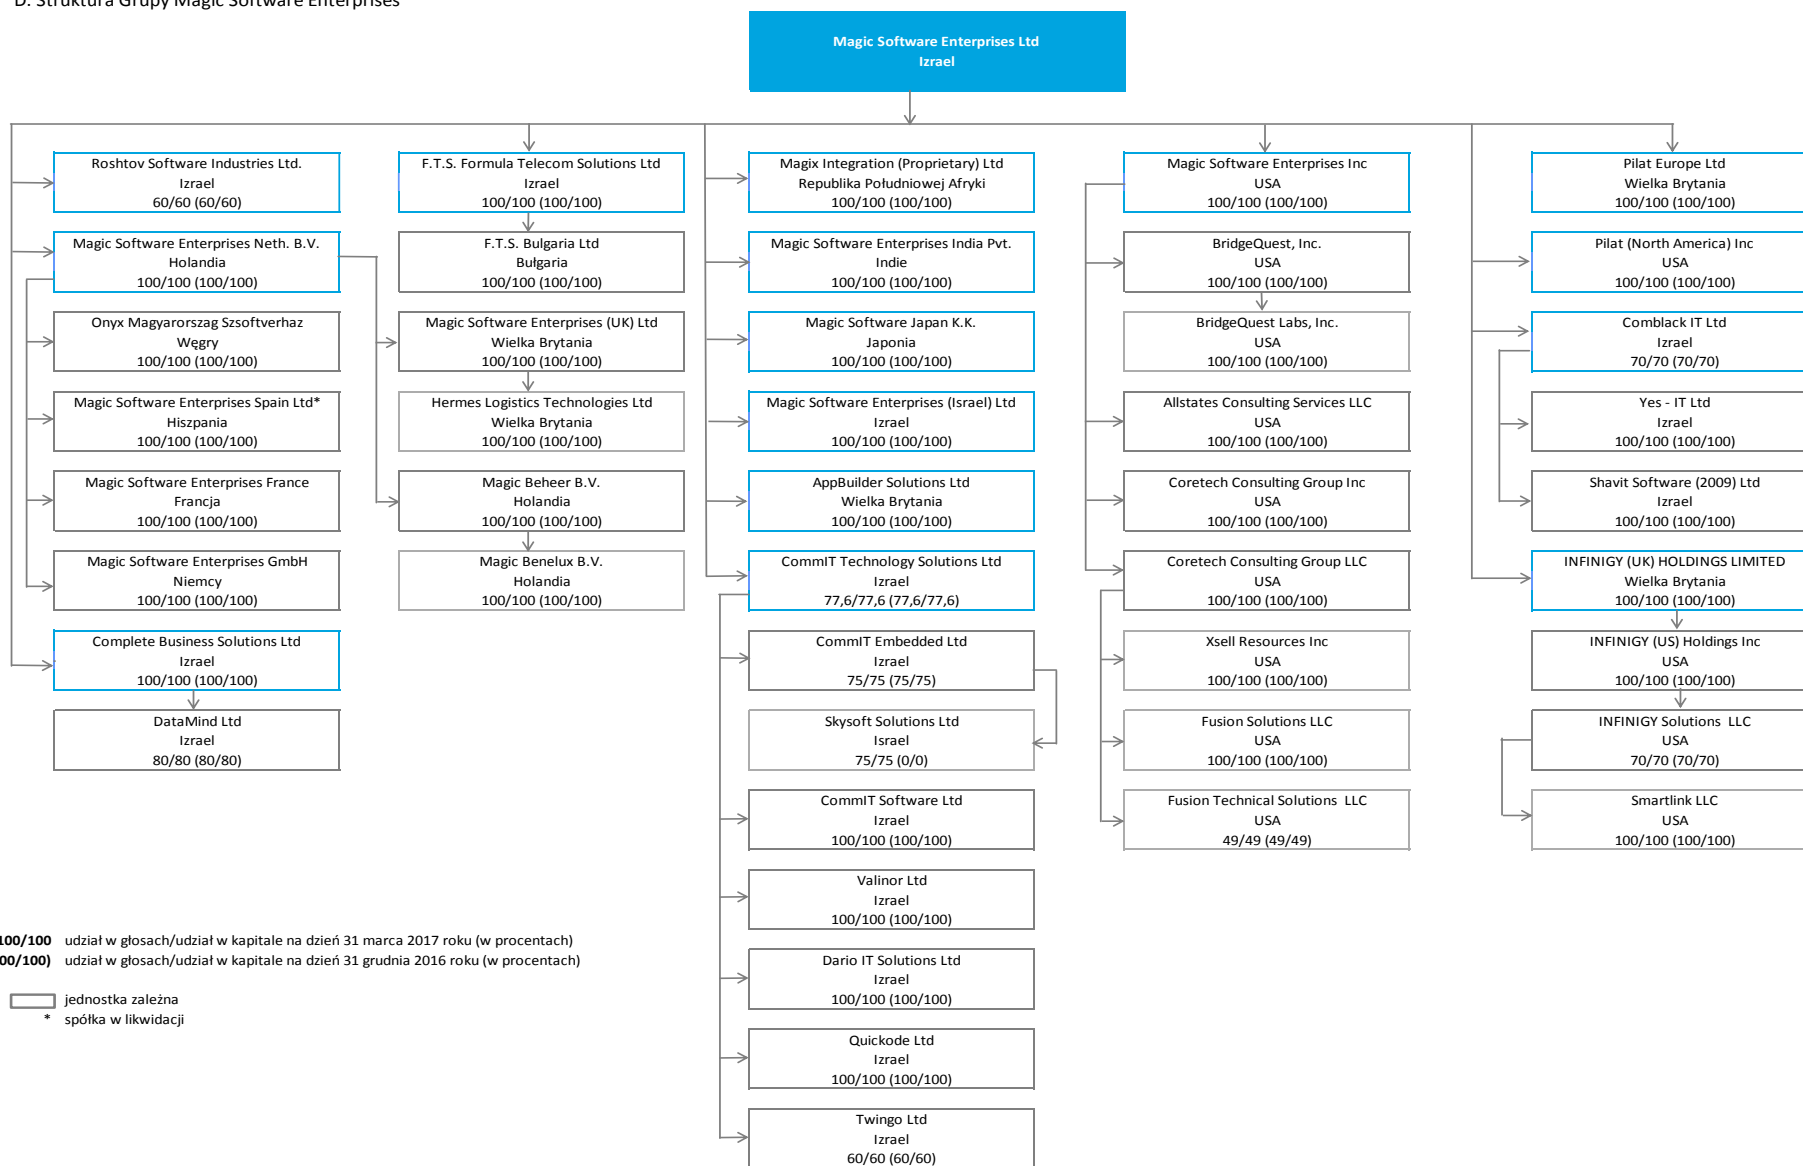 D. Struktura Grupy Magic Software Enterprises
Magic Software Enterprises Ltd
Izrael
Roshtov Software Industries Ltd.
Izrael
60/60 (60/60)
Magic Software Enterprises Neth. B.V.
Holandia
100/100 (100/100)
Onyx Magyarorszag Szsoftverhaz
Węgry
100/100 (100/100)
Magic Software Enterprises Spain Ltd*
Hiszpania
100/100 (100/100)
Magic Software Enterprises France
Francja
100/100 (100/100)
Magic Software Enterprises GmbH
Niemcy
100/100 (100/100)
Complete Business Solutions Ltd
Izrael
100/100 (100/100)
DataMind Ltd
Izrael
80/80 (80/80)
F.T.S. Formula Telecom Solutions Ltd
Izrael
100/100 (100/100)
F.T.S. Bulgaria Ltd
Bułgaria
100/100 (100/100)
Magic Software Enterprises (UK) Ltd
Wielka Brytania
100/100 (100/100)
Hermes Logistics Technologies Ltd
Wielka Brytania
100/100 (100/100)
Magic Beheer B.V.
Holandia
100/100 (100/100)
Magic Benelux B.V.
Holandia
100/100 (100/100)
Magix Integration (Proprietary) Ltd
Republika Południowej Afryki
100/100 (100/100)
Magic Software Enterprises India Pvt.
Indie
100/100 (100/100)
Magic Software Japan K.K.
Japonia
100/100 (100/100)
Magic Software Enterprises (Israel) Ltd
Izrael
100/100 (100/100)
AppBuilder Solutions Ltd
Wielka Brytania
100/100 (100/100)
CommIT Technology Solutions Ltd
Izrael
77,6/77,6 (77,6/77,6)
CommIT Embedded Ltd
Izrael
75/75 (75/75)
Skysoft Solutions Ltd
Israel
75/75 (0/0)
CommIT Software Ltd
Izrael
100/100 (100/100)
Valinor Ltd
Izrael
100/100 (100/100)
Dario IT Solutions Ltd
Izrael
100/100 (100/100)
Quickode Ltd
Izrael
100/100 (100/100)
Twingo Ltd
Izrael
60/60 (60/60)
Magic Software Enterprises Inc
USA
100/100 (100/100)
BridgeQuest, Inc.
USA
100/100 (100/100)
BridgeQuest Labs, Inc.
USA
100/100 (100/100)
Allstates Consulting Services LLC
USA
100/100 (100/100)
Coretech Consulting Group Inc
USA
100/100 (100/100)
Coretech Consulting Group LLC
USA
100/100 (100/100)
Xsell Resources Inc
USA
100/100 (100/100)
Fusion Solutions LLC
USA
100/100 (100/100)
Fusion Technical Solutions LLC
USA
49/49 (49/49)
Pilat Europe Ltd
Wielka Brytania
100/100 (100/100)
Pilat (North America) Inc
USA
100/100 (100/100)
Comblack IT Ltd
Izrael
70/70 (70/70)
Yes - IT Ltd
Izrael
100/100 (100/100)
Shavit Software (2009) Ltd
Izrael
100/100 (100/100)
INFINIGY (UK) HOLDINGS LIMITED
Wielka Brytania
100/100 (100/100)
INFINIGY (US) Holdings Inc
USA
100/100 (100/100)
INFINIGY Solutions LLC
USA
70/70 (70/70)
Smartlink LLC
USA
100/100 (100/100)
100/100 udział w głosach/udział w kapitale na dzień 31 marca 2017 roku (w procentach)
00/100) udział w głosach/udział w kapitale na dzień 31 grudnia 2016 roku (w procentach)
jednostka zależna
* spółka w likwidacji